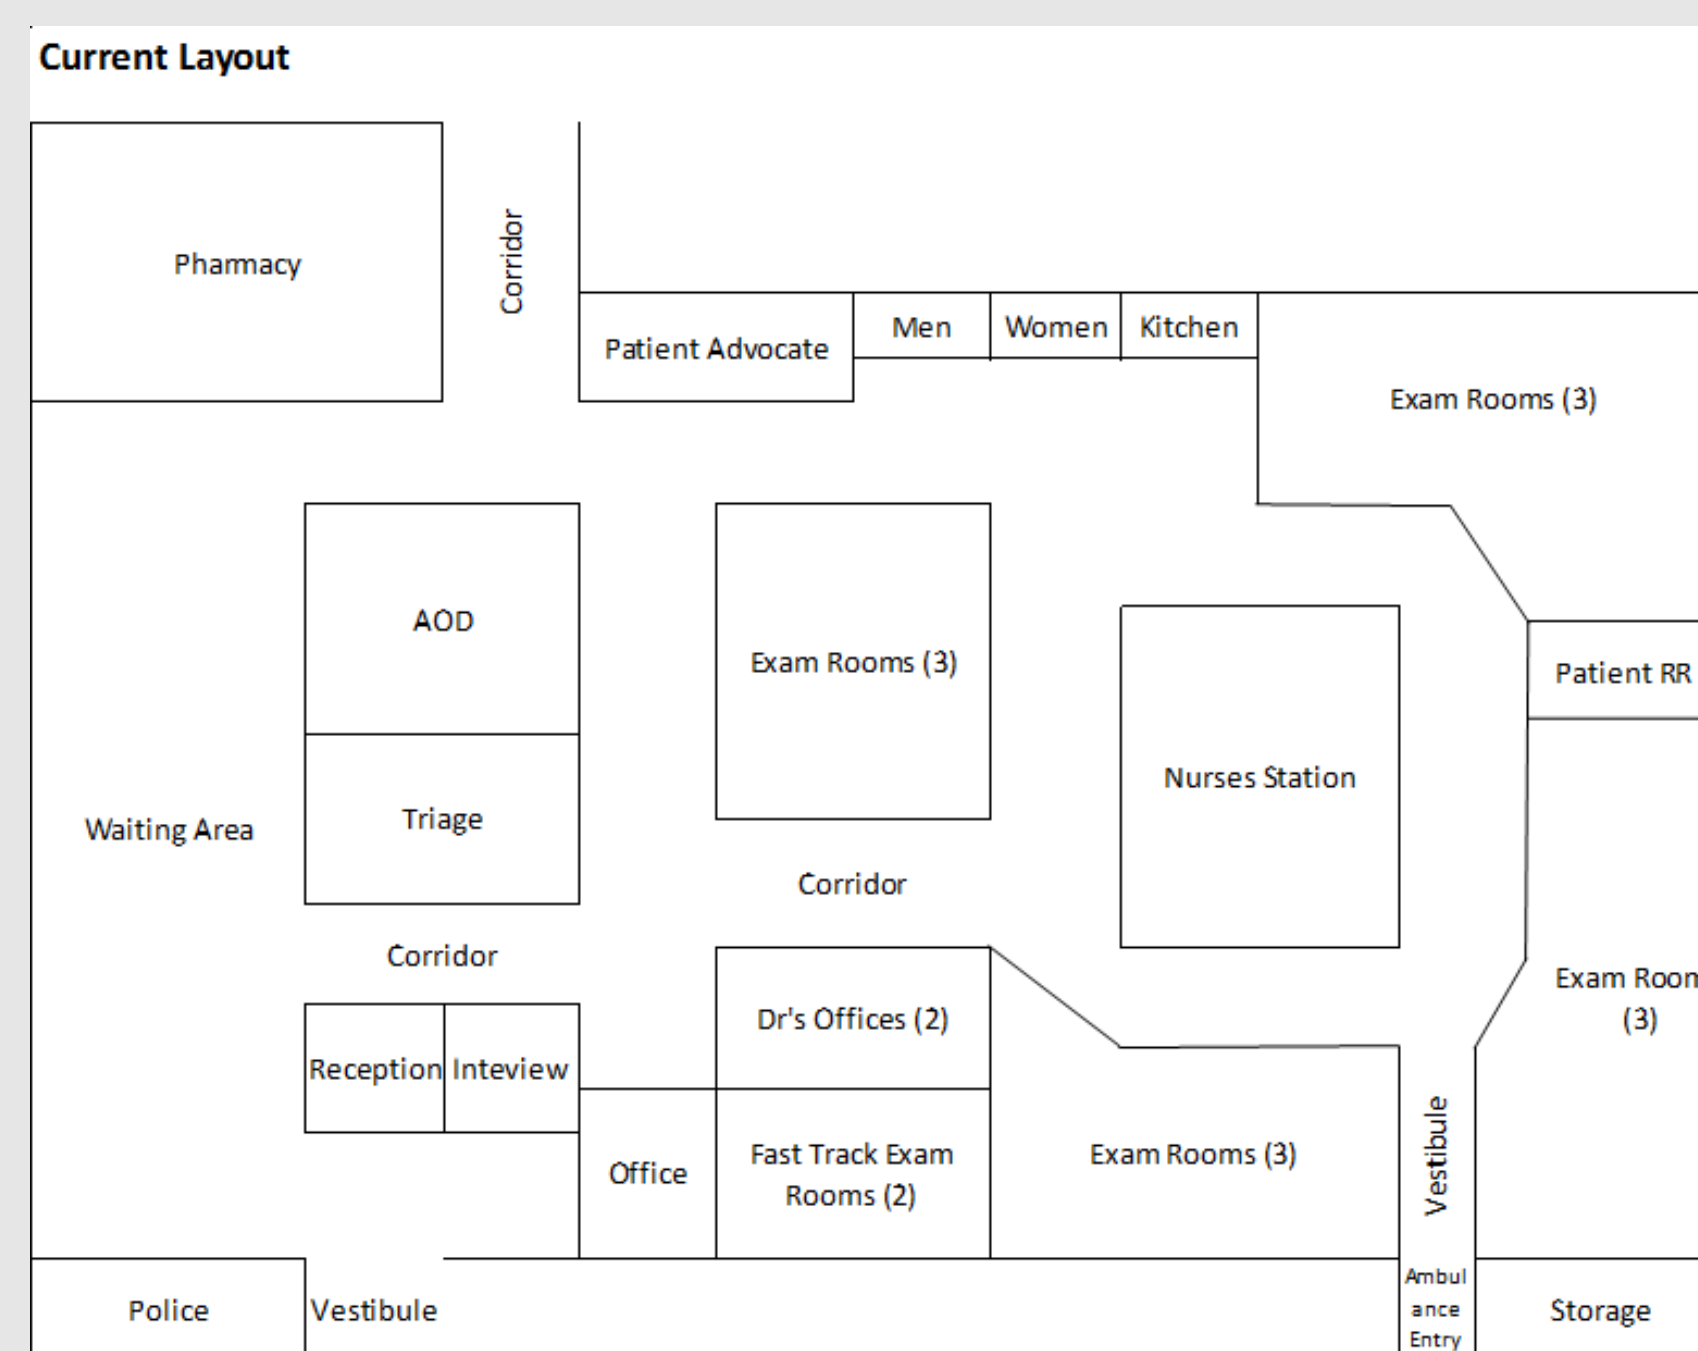 Current Layout
Pharmacy
Corridor
Patient Advocate
Men
Women
Kitchen
Exam Rooms (3)
AOD
Exam Rooms (3)
Patient RR
Nurses Station
Triage
Waiting Area
Corridor
Corridor
Exam Room
(3)
Dr's Offices (2)
Reception
Inteview
Office
Fast Track Exam
Rooms (2)
Exam Rooms (3)
Vestibule
Police
Vestibule
Ambul
ance
Entry
Storage